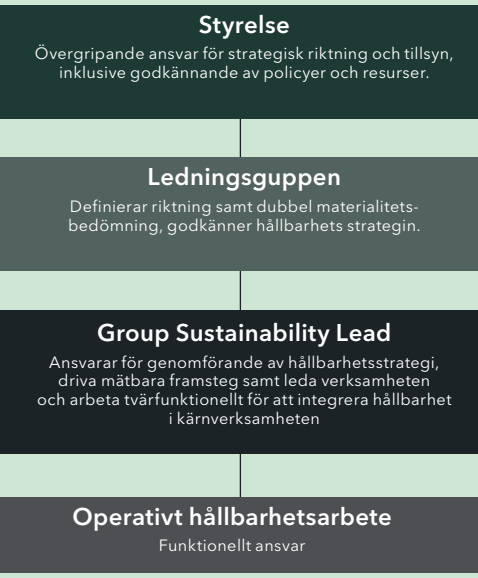 Styrelse
Övergripande ansvar för strategisk riktning och tillsyn,
inklusive godkännande av policyer och resurser.
Ledningsguppen
Definierar riktning samt dubbel materialitets-
bedömning, godkänner hållbarhets strategin.
Group Sustainability Lead
Ansvarar för genomförande av hållbarhetsstrategi,
driva mätbara framsteg samt leda verksamheten
och arbeta tvärfunktionellt för att integrera hållbarhet
i kärnverksamheten
Operativt hållbarhetsarbete
Funktionellt ansvar